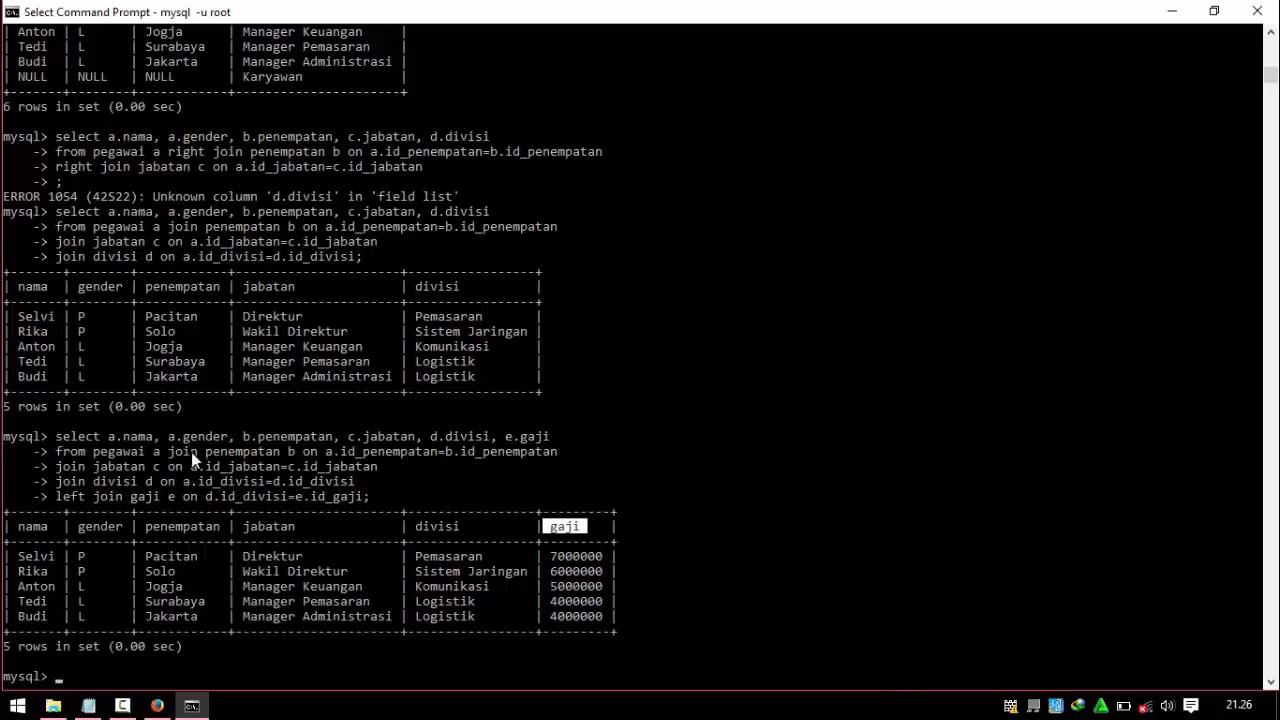 Select Command Prompt - mysql  -u root
| Anton | L      | Jogja      | Manager Keuangan     |
| Tedi  | L      | Surabaya   | Manager Pemasaran    |
| Budi  | L      | Jakarta    | Manager Administrasi |
| NULL  | NULL   | NULL       | Karyawan             |
+-------+--------+------------+----------------------+
6 rows in set (0.00 sec)
mysql> select a.nama, a.gender, b.penempatan, c.jabatan, d.divisi
    -> from pegawai a right join penempatan b on a.id_penempatan=b.id_penempatan
    -> right join jabatan c on a.id_jabatan=c.id_jabatan
    -> ;
ERROR 1054 (42S22): Unknown column 'd.divisi' in 'field list'
mysql> select a.nama, a.gender, b.penempatan, c.jabatan, d.divisi
    -> from pegawai a join penempatan b on a.id_penempatan=b.id_penempatan
    -> join jabatan c on a.id_jabatan=c.id_jabatan
    -> join divisi d on a.id_divisi=d.id_divisi;
+-------+--------+------------+----------------------+-----------------+
| nama  | gender | penempatan | jabatan              | divisi          |
+-------+--------+------------+----------------------+-----------------+
| Selvi | P      | Pacitan    | Direktur             | Pemasaran       |
| Rika  | P      | Solo       | Wakil Direktur       | Sistem Jaringan |
| Anton | L      | Jogja      | Manager Keuangan     | Komunikasi      |
| Tedi  | L      | Surabaya   | Manager Pemasaran    | Logistik        |
| Budi  | L      | Jakarta    | Manager Administrasi | Logistik        |
+-------+--------+------------+----------------------+-----------------+
5 rows in set (0.00 sec)
mysql> select a.nama, a.gender, b.penempatan, c.jabatan, d.divisi, e.gaji
    -> from pegawai a join penempatan b on a.id_penempatan=b.id_penempatan
    -> join jabatan c on a.id_jabatan=c.id_jabatan
    -> join divisi d on a.id_divisi=d.id_divisi
    -> left join gaji e on d.id_divisi=e.id_gaji;
+-------+--------+------------+----------------------+-----------------+---------+
| nama  | gender | penempatan | jabatan              | divisi          | gaji    |
+-------+--------+------------+----------------------+-----------------+---------+
| Selvi | P      | Pacitan    | Direktur             | Pemasaran       | 7000000 |
| Rika  | P      | Solo       | Wakil Direktur       | Sistem Jaringan | 6000000 |
| Anton | L      | Jogja      | Manager Keuangan     | Komunikasi      | 5000000 |
| Tedi  | L      | Surabaya   | Manager Pemasaran    | Logistik        | 4000000 |
| Budi  | L      | Jakarta    | Manager Administrasi | Logistik        | 4000000 |
+-------+--------+------------+----------------------+-----------------+---------+
5 rows in set (0.00 sec)
mysql> _
21.26